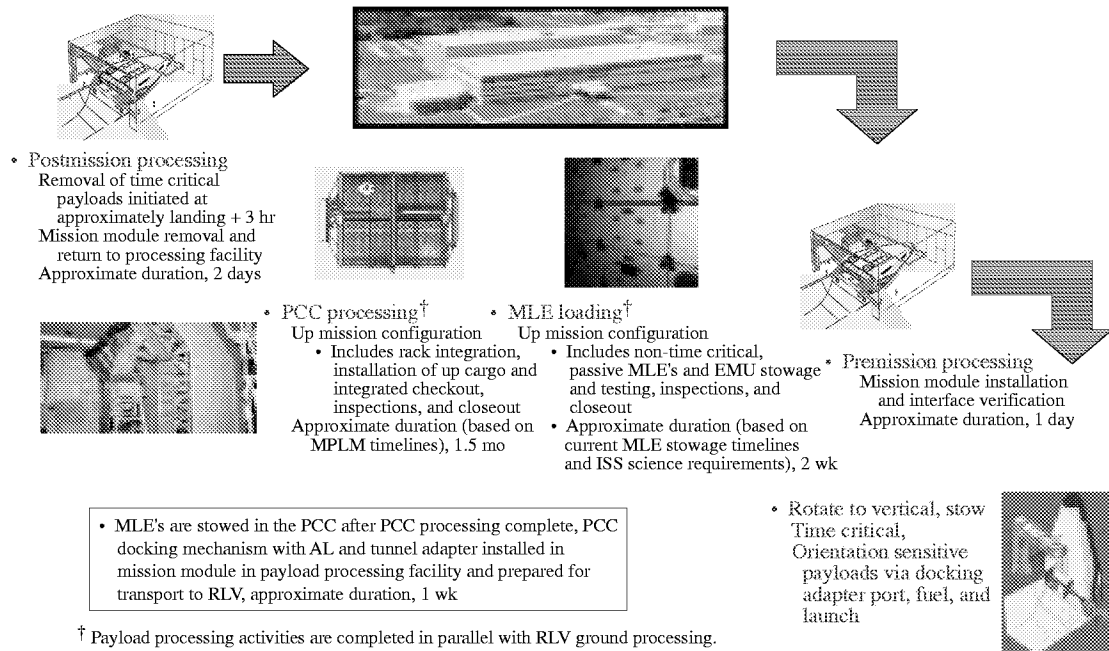 • Postmission processing
Removal of time critical
payloads initiated at
approximately landing + 3 hr
Mission module removal and
return to processing facility
Approximate duration, 2 days
• PCC processing†
Up mission configuration
• Includes rack integration,
installation of up cargo and
integrated checkout,
inspections, and closeout
Approximate duration (based on
MPLM timelines), 1.5 mo
• MLE loading†
Up mission configuration
• Includes non-time critical,
passive MLE's and EMU stowage
and testing, inspections, and
closeout
• Approximate duration (based on
current MLE stowage timelines
and ISS science requirements), 2 wk
• Premission processing
Mission module installation
and interface verification
Approximate duration, 1 day
• Rotate to vertical, stow
Time critical,
Orientation sensitive
payloads via docking
adapter port, fuel, and
launch
• MLE's are stowed in the PCC after PCC processing complete, PCC
docking mechanism with AL and tunnel adapter installed in
mission module in payload processing facility and prepared for
transport to RLV, approximate duration, 1 wk
† Payload processing activities are completed in parallel with RLV ground processing.